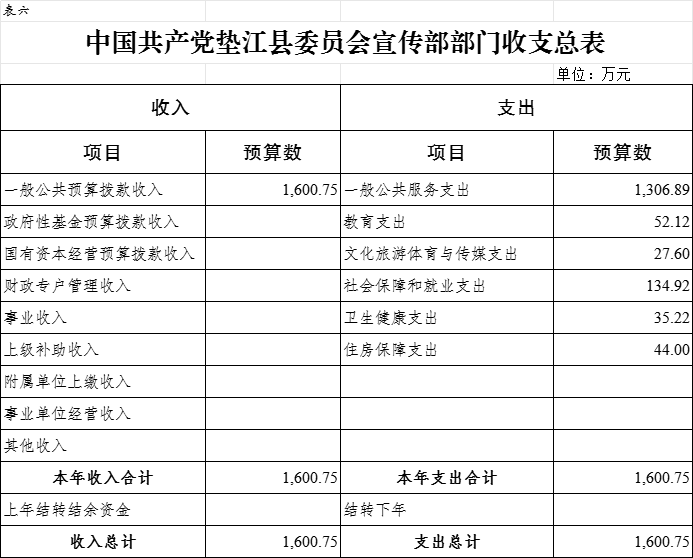 表六
中国共产党垫江县委员会宣传部部门收支总表
单位：万元
收入 支出
项目 预算数 项目 预算数
一般公共预算拨款收入 1,600.75 一般公共服务支出 1,306.89
政府性基金预算拨款收入 教育支出 52.12
国有资本经营预算拨款收入 文化旅游体育与传媒支出 27.60
财政专户管理收入 社会保障和就业支出 134.92
事业收入 卫生健康支出 35.22
上级补助收入 住房保障支出 44.00
附属单位上缴收入
事业单位经营收入
其他收入
本年收入合计 1,600.75 本年支出合计 1,600.75
上年结转结余资金 结转下年
收入总计 1,600.75 支出总计 1,600.75